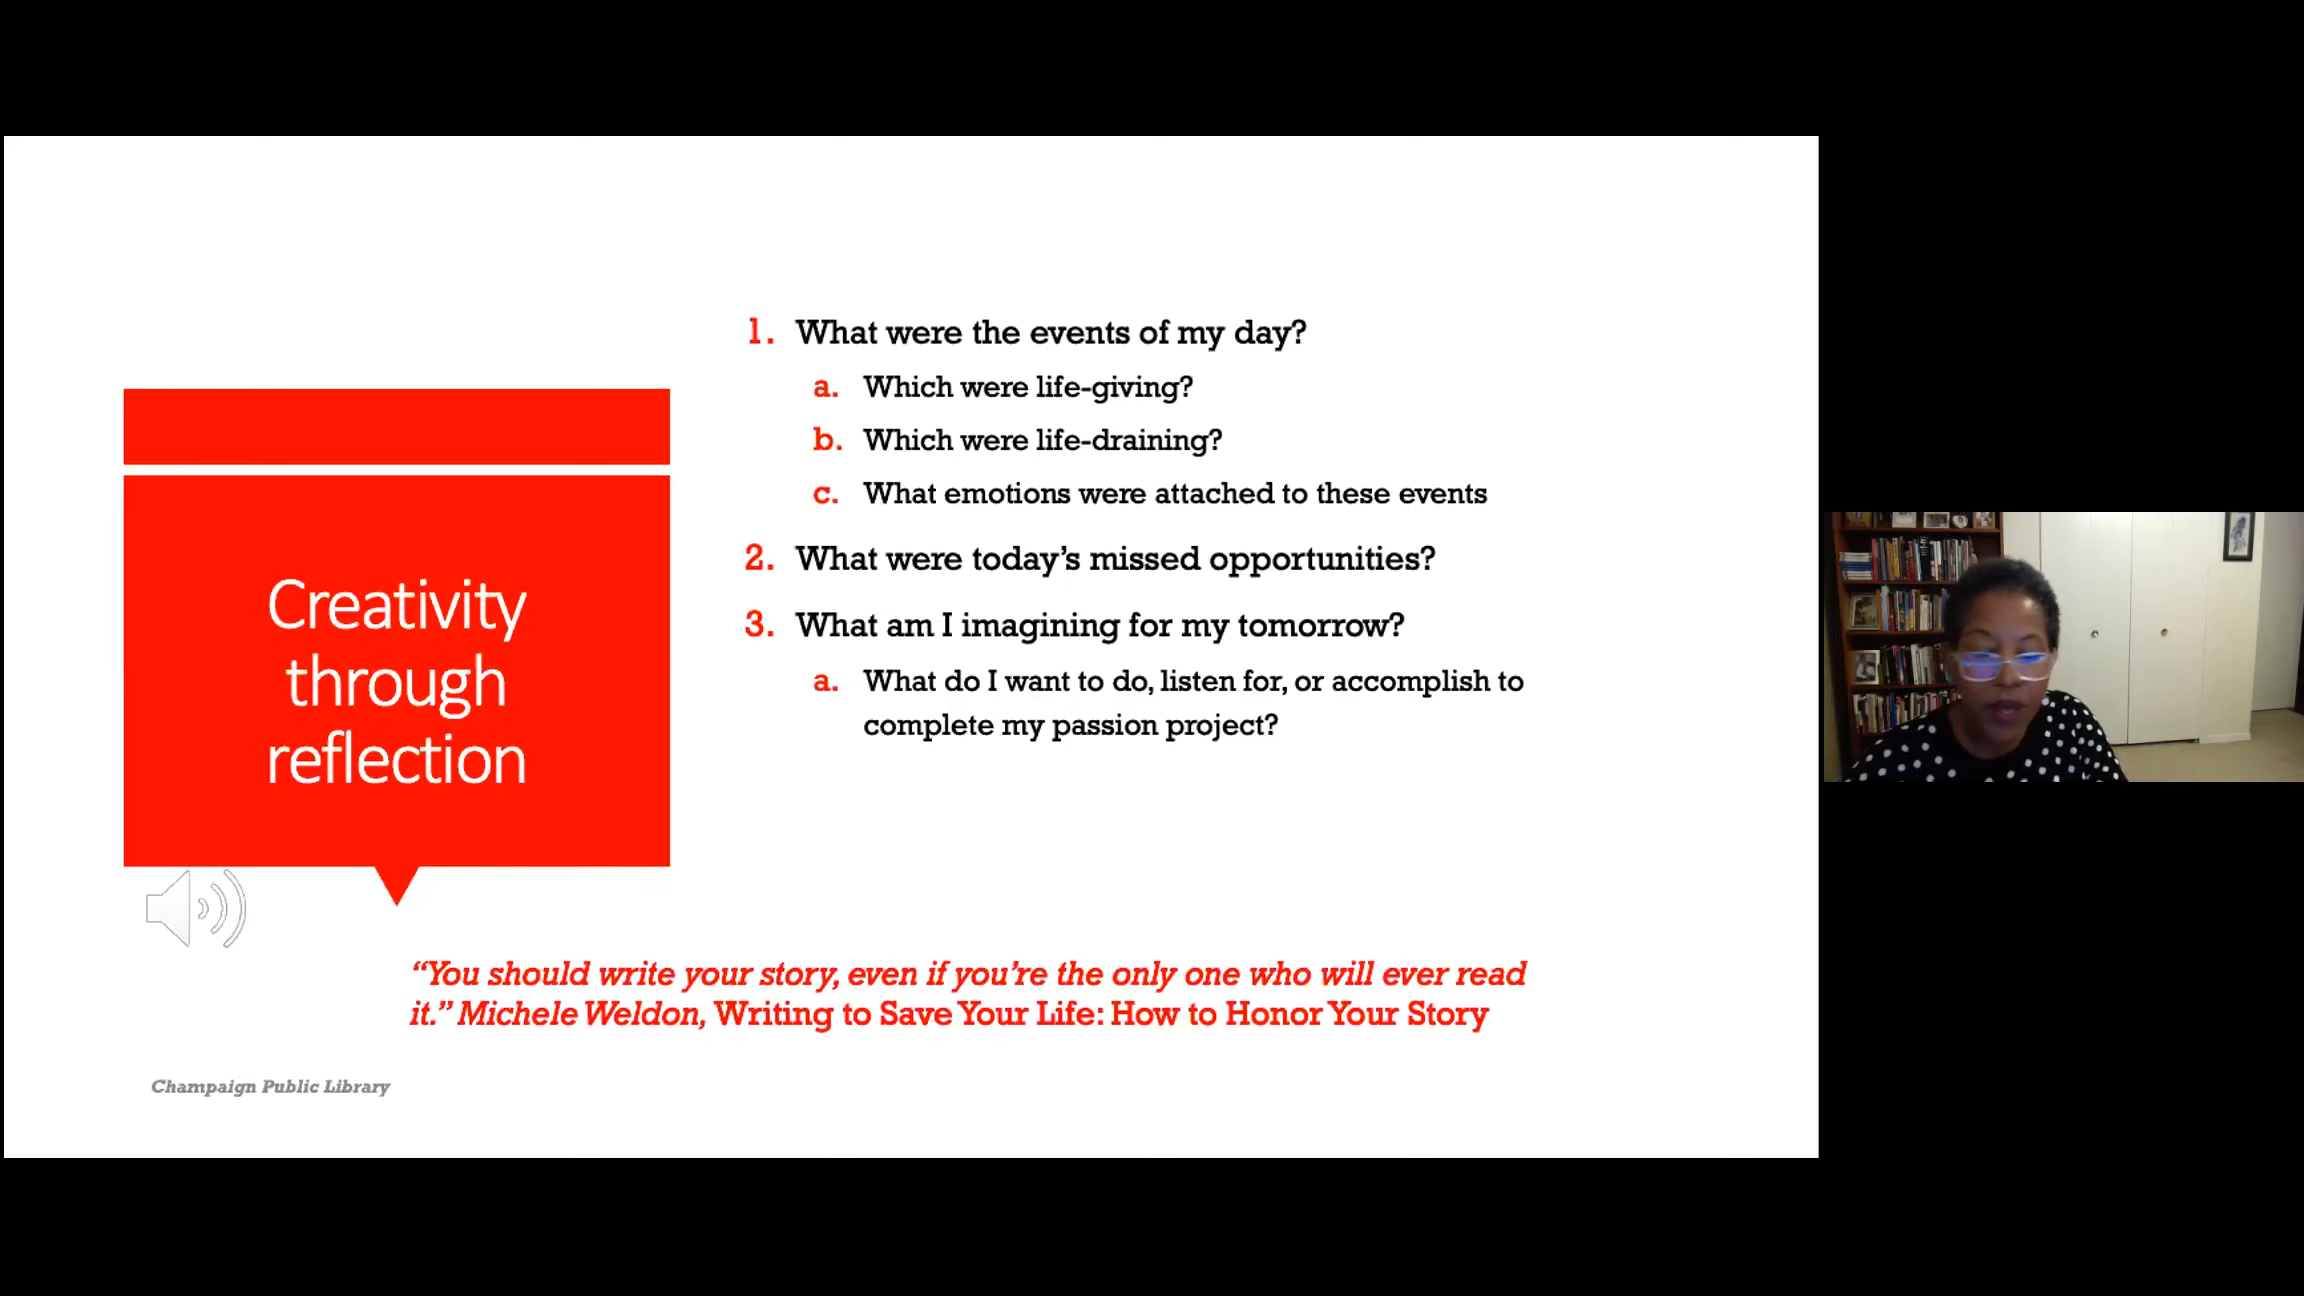 Creativity
through
reflection
1. What were the events of my day?
a. Which were life-giving?
b. Which were life-draining?
c. What emotions were attached to these events
2. What were today’s missed opportunities?
3. What am I imagining for my tomorrow?
a. What do I want to do, listen for, or accomplish to
complete my passion project?
“You should write your story, even if you’re the only one who will ever read
it.” Michele Weldon, Writing to Save Your Life: How to Honor Your Story
Champaign Public Library